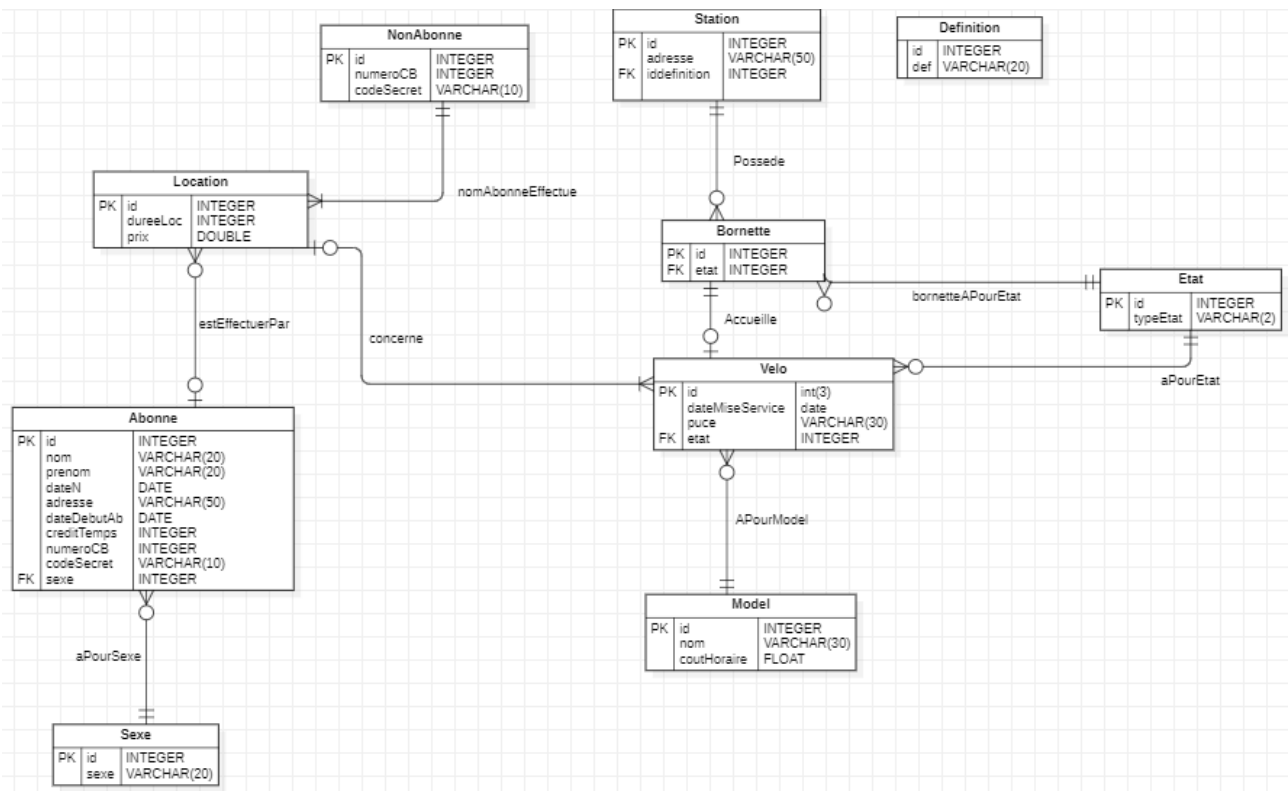 NonAbonne
PK id INTEGER
numeroCB INTEGER
codeSecret VARCHAR(10)
Station
PK id INTEGER
adresse VARCHAR(50)
FK iddefinition INTEGER
Definition
id INTEGER
def VARCHAR(20)
Possede
Location
PK id INTEGER
dureeLoc INTEGER
prix DOUBLE
nomAbonneEffectue
Bornette
PK id INTEGER
FK etat INTEGER
bornetteAPourEtat
Etat
PK id INTEGER
typeEtat VARCHAR(2)
estEffectuerPar
concerne
Accueille
aPourEtat
Velo
PK id int(3)
dateMiseService date
puce VARCHAR(30)
FK etat INTEGER
Abonne
PK id INTEGER
nom VARCHAR(20)
prenom VARCHAR(20)
dateN DATE
adresse VARCHAR(50)
dateDebutAb DATE
creditTemps INTEGER
numeroCB INTEGER
codeSecret VARCHAR(10)
FK sexe INTEGER
APourModel
Model
PK id INTEGER
nom VARCHAR(30)
coutHoraire FLOAT
aPourSexe
Sexe
PK id INTEGER
sexe VARCHAR(20)